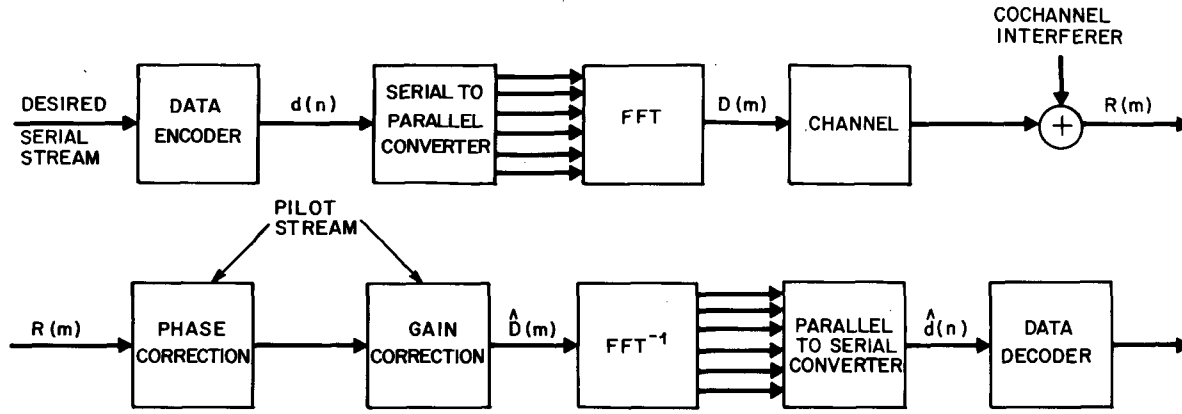 COCHANNEL
INTERFERER
DESIRED
SERIAL
STREAM
DATA
ENCODER
d(n)
SERIAL TO
PARALLEL
CONVERTER
FFT
D(m)
CHANNEL
+
R(m)
PILOT
STREAM
R(m)
PHASE
CORRECTION
GAIN
CORRECTION
D̂(m)
FFT⁻¹
PARALLEL
TO SERIAL
CONVERTER
d̂(n)
DATA
DECODER